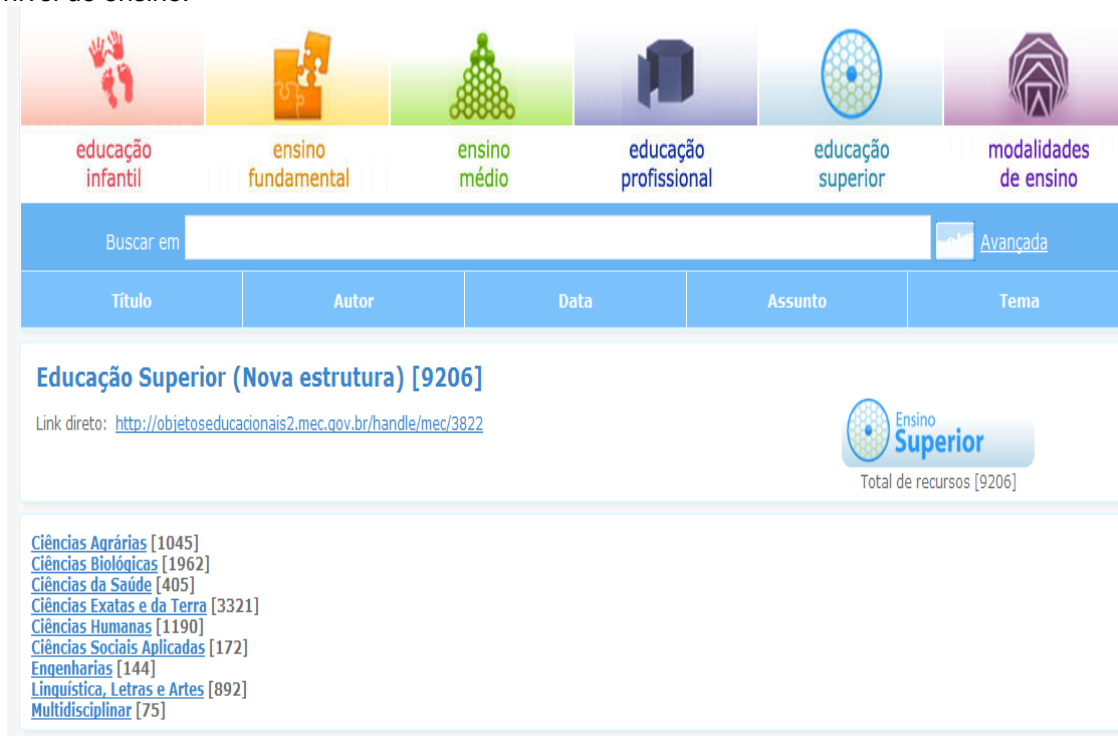 educação infantil
ensino fundamental
ensino médio
educação profissional
educação superior
modalidades de ensino
Buscar em
Avançada
Título Autor Data Assunto Tema
Educação Superior (Nova estrutura) [9206]
Link direto: http://objetoseducacionais2.mec.gov.br/handle/mec/3822
Ensino
Superior
Total de recursos [9206]
Ciências Agrárias [1045]
Ciências Biológicas [1962]
Ciências da Saúde [405]
Ciências Exatas e da Terra [3321]
Ciências Humanas [1190]
Ciências Sociais Aplicadas [172]
Engenharias [144]
Linguística, Letras e Artes [892]
Multidisciplinar [75]